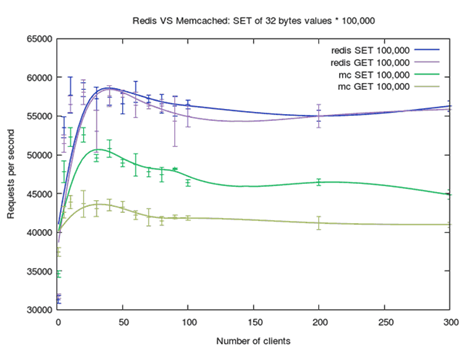 Redis VS Memcached: SET of 32 bytes values * 100,000
65000
60000
55000
50000
45000
40000
35000
30000
Requests per second
redis SET 100,000
redis GET 100,000
mc SET 100,000
mc GET 100,000
0 50 100 150 200 250 300
Number of clients